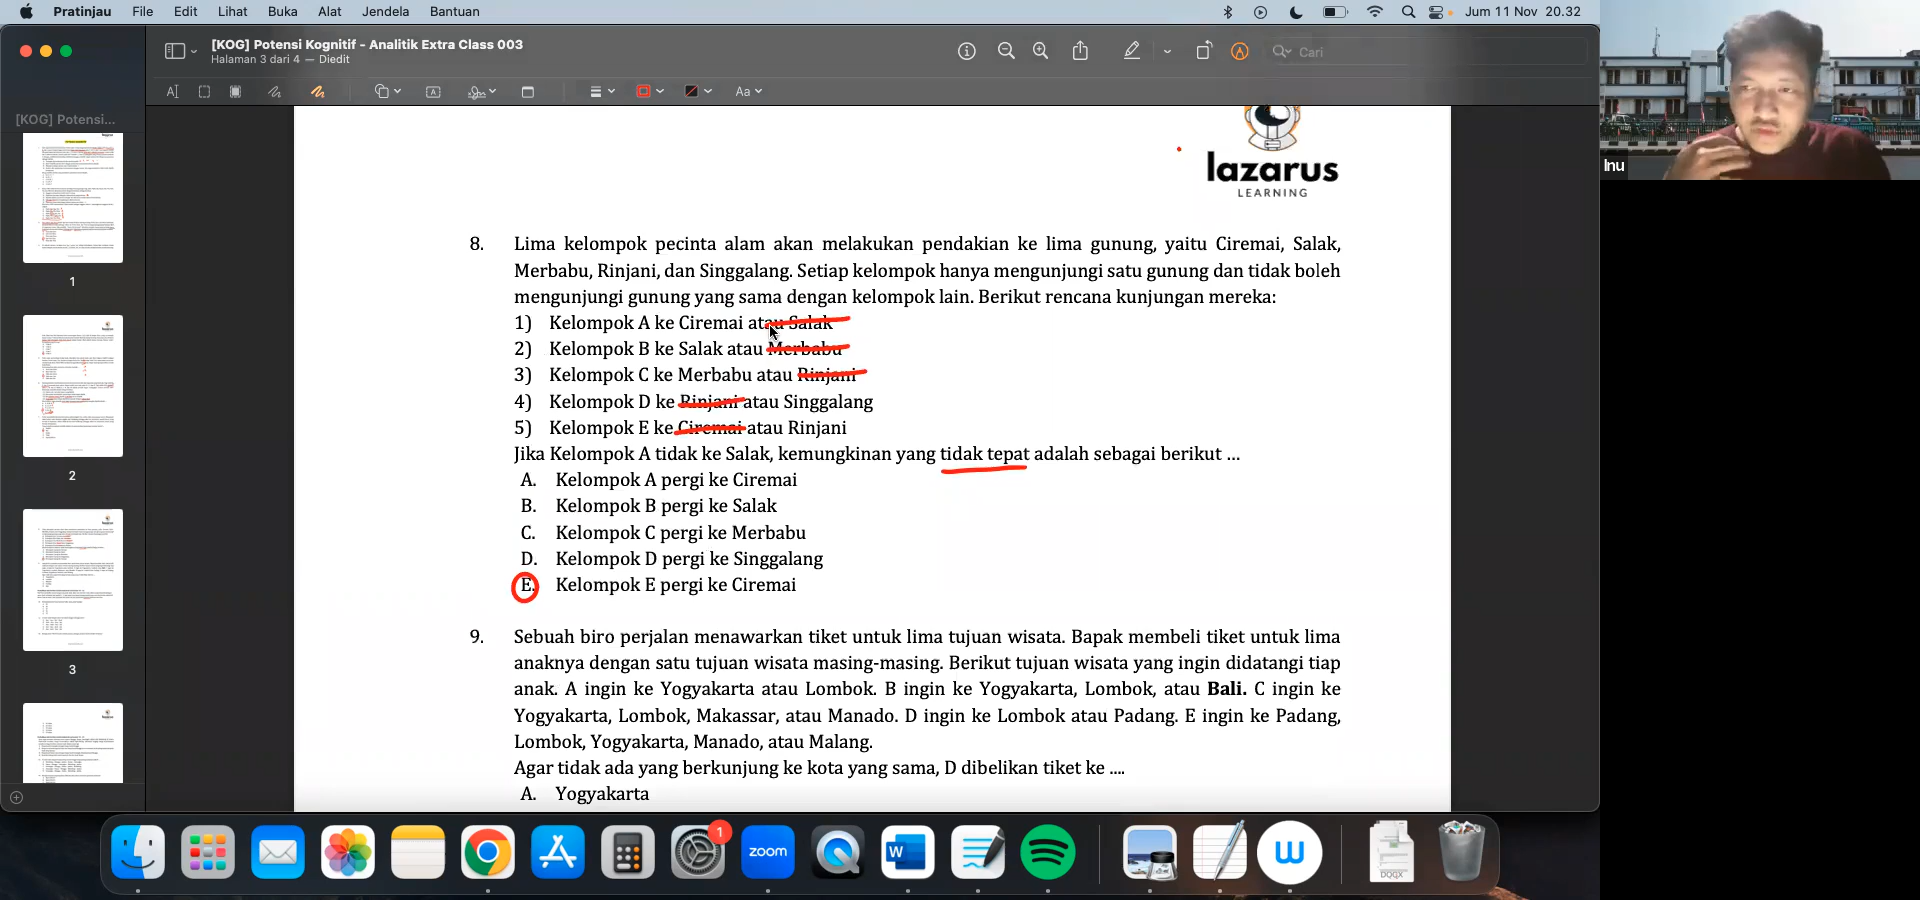 Pratinjau File Edit Lihat Buka Alat Jendela Bantuan
Jum 11 Nov 20.32
[KOG] Potensi Kognitif - Analitik Extra Class 003
Halaman 3 dari 4 — Diedit
Cari
Aa
[KOG] Potensi...
1
2
3
lazarus
LEARNING
8. Lima kelompok pecinta alam akan melakukan pendakian ke lima gunung, yaitu Ciremai, Salak,
Merbabu, Rinjani, dan Singgalang. Setiap kelompok hanya mengunjungi satu gunung dan tidak boleh
mengunjungi gunung yang sama dengan kelompok lain. Berikut rencana kunjungan mereka:
1) Kelompok A ke Ciremai atau Salak
2) Kelompok B ke Salak atau Merbabu
3) Kelompok C ke Merbabu atau Rinjani
4) Kelompok D ke Rinjani atau Singgalang
5) Kelompok E ke Ciremai atau Rinjani
Jika Kelompok A tidak ke Salak, kemungkinan yang tidak tepat adalah sebagai berikut ...
A. Kelompok A pergi ke Ciremai
B. Kelompok B pergi ke Salak
C. Kelompok C pergi ke Merbabu
D. Kelompok D pergi ke Singgalang
E. Kelompok E pergi ke Ciremai
9. Sebuah biro perjalan menawarkan tiket untuk lima tujuan wisata. Bapak membeli tiket untuk lima
anaknya dengan satu tujuan wisata masing-masing. Berikut tujuan wisata yang ingin didatangi tiap
anak. A ingin ke Yogyakarta atau Lombok. B ingin ke Yogyakarta, Lombok, atau Bali. C ingin ke
Yogyakarta, Lombok, Makassar, atau Manado. D ingin ke Lombok atau Padang. E ingin ke Padang,
Lombok, Yogyakarta, Manado, atau Malang.
Agar tidak ada yang berkunjung ke kota yang sama, D dibelikan tiket ke ....
A. Yogyakarta
Inu
1
zoom
W
DOQX